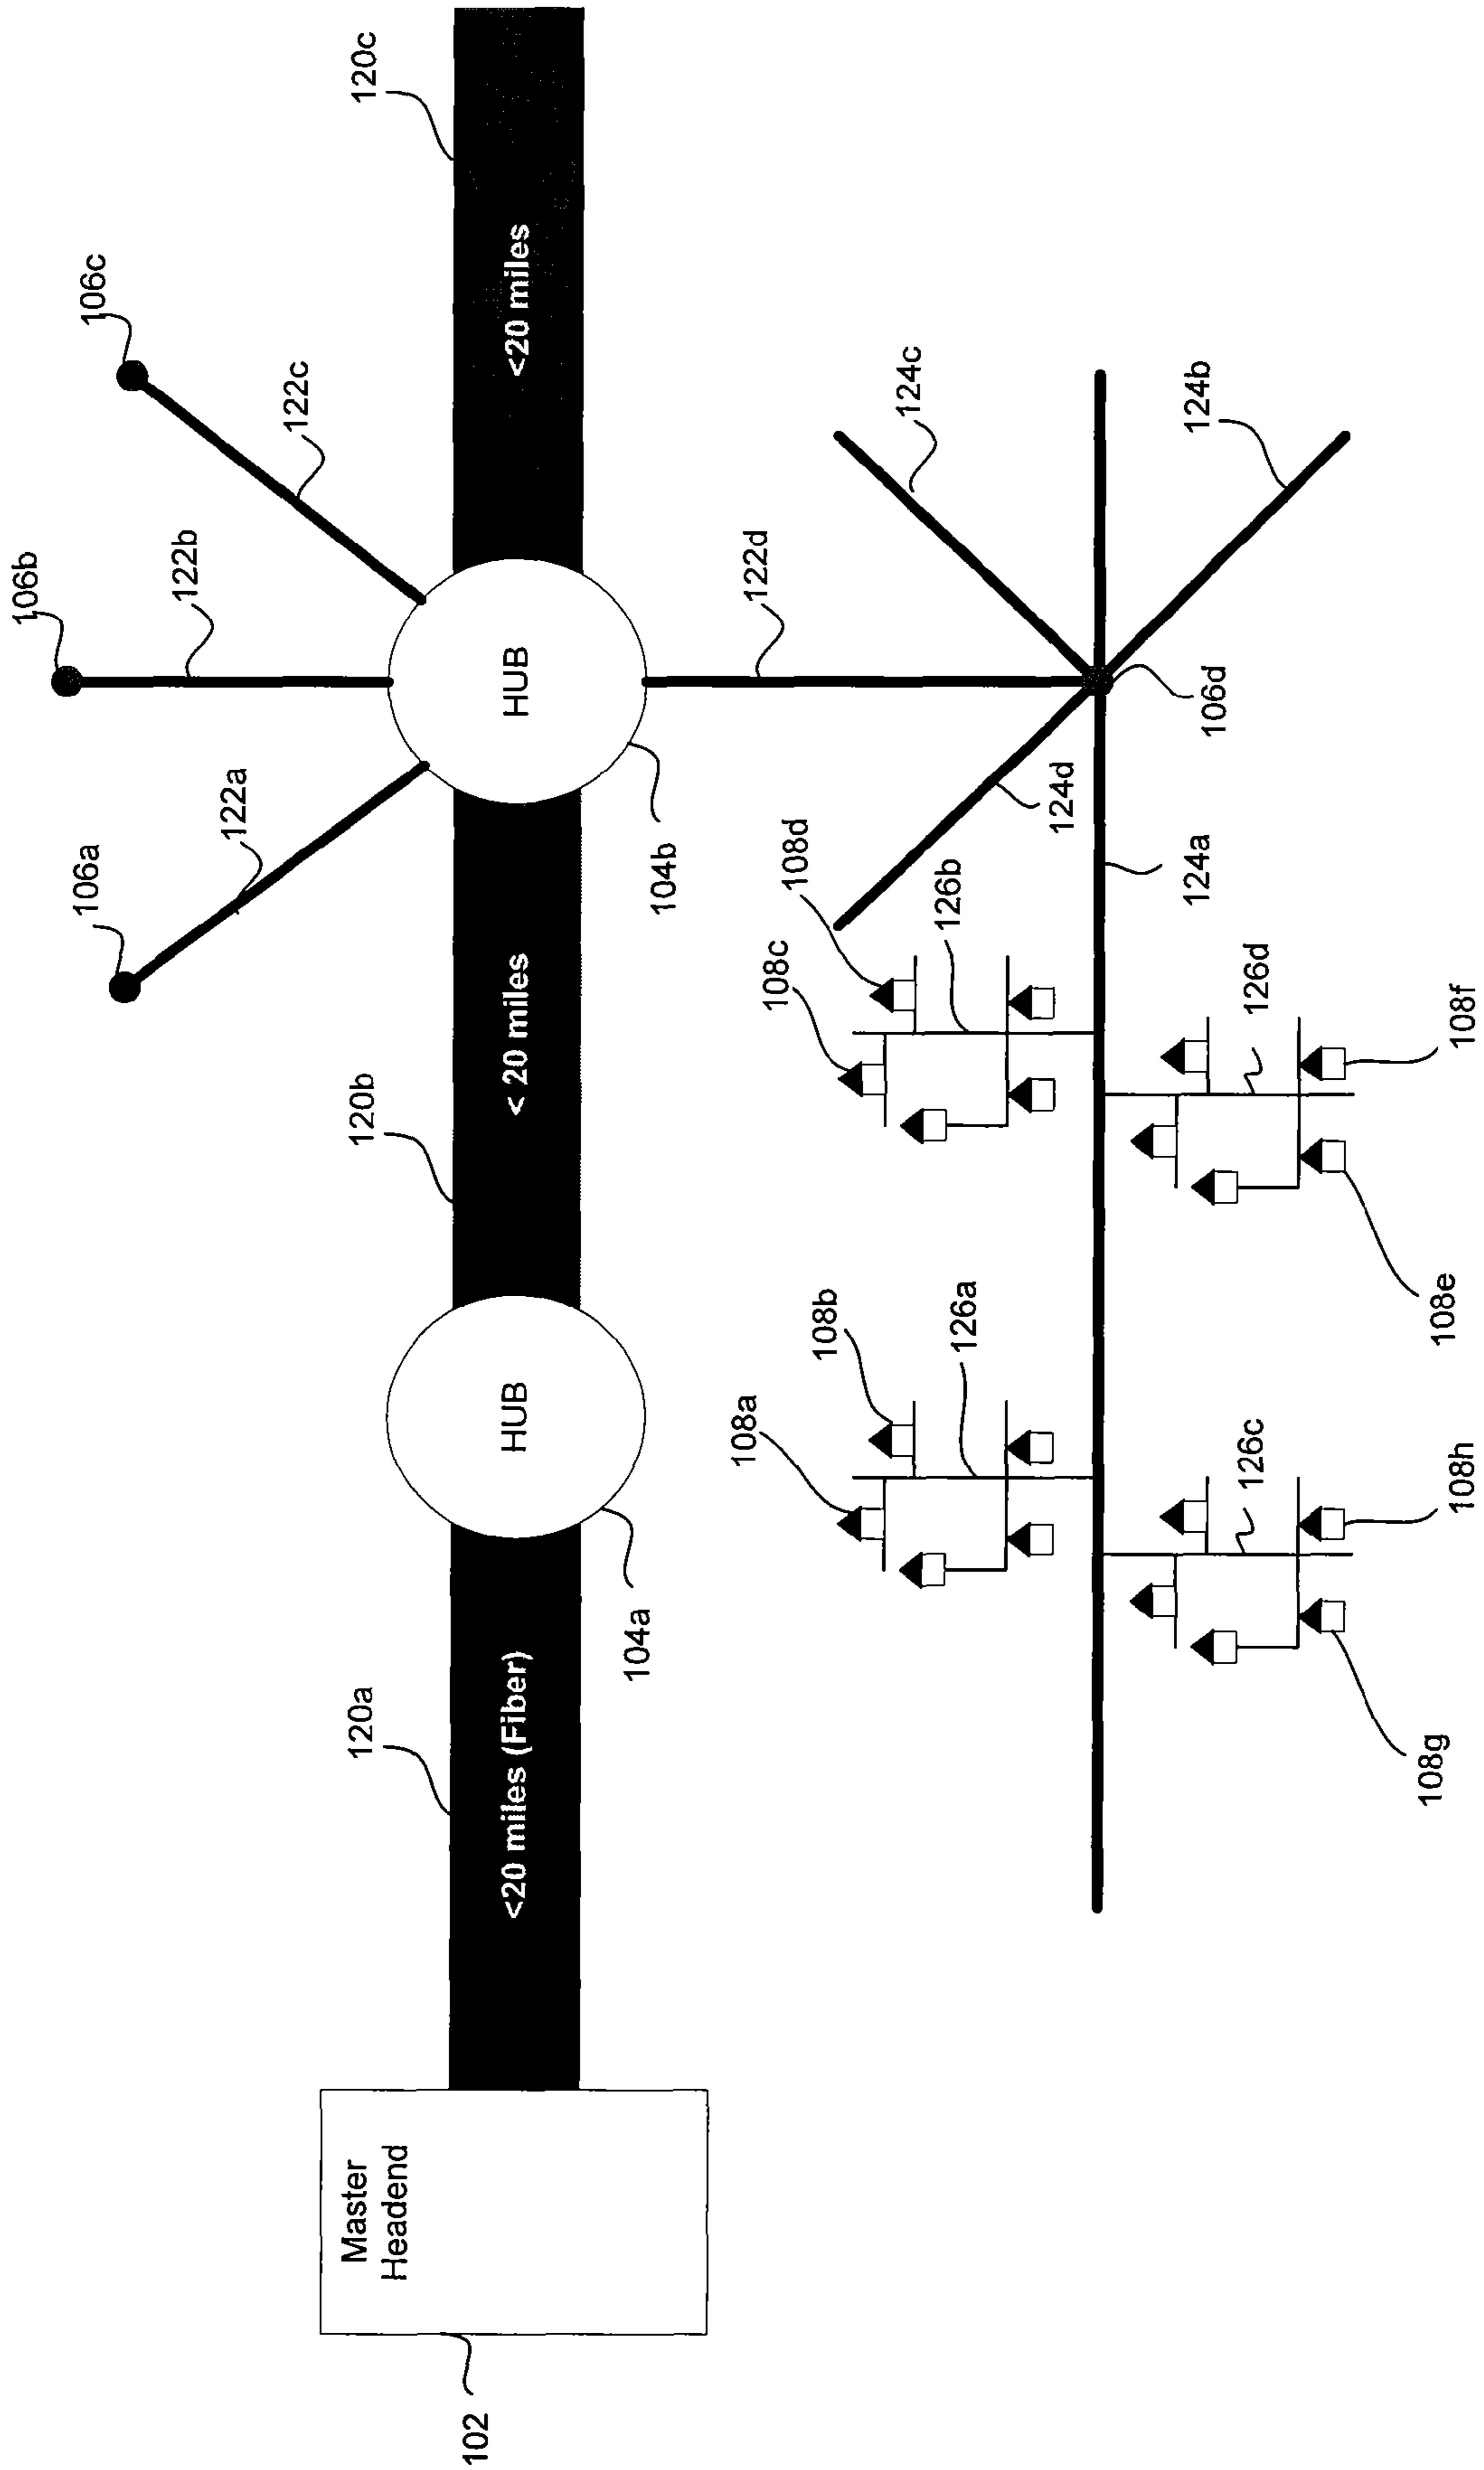 106b
106c
106a
122b
122c
122a
120c
120b
120a
<20 miles (Fiber)
< 20 miles
<20 miles
HUB
HUB
Master
Headend
102
104a
104b
122d
108a
108b
108c
108d
126a
126b
124d
124c
106d
124a
124b
126c
126d
108g
108h
108e
108f